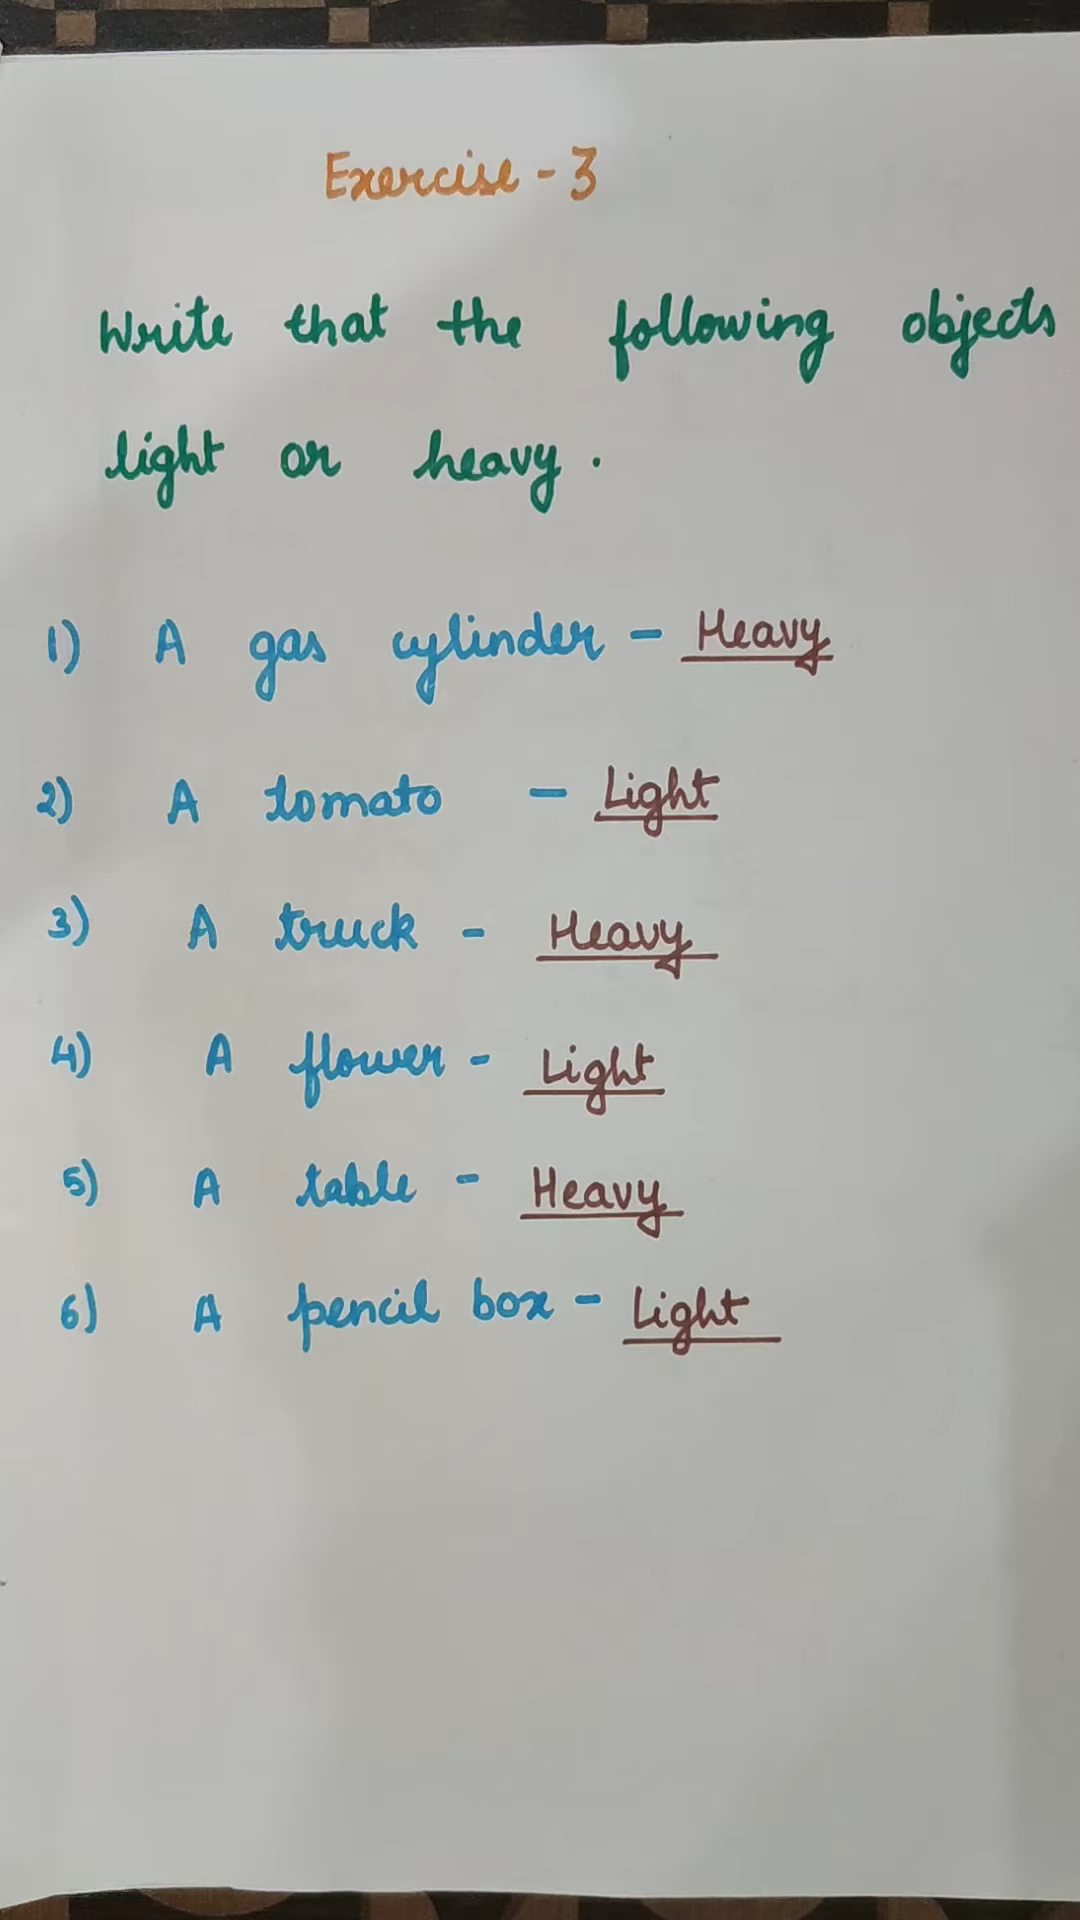 Exercise - 3
Write that the following objects
light or heavy.
1) A gas cylinder - Heavy
2) A tomato - Light
3) A truck - Heavy
4) A flower - Light
5) A table - Heavy
6) A pencil box - Light